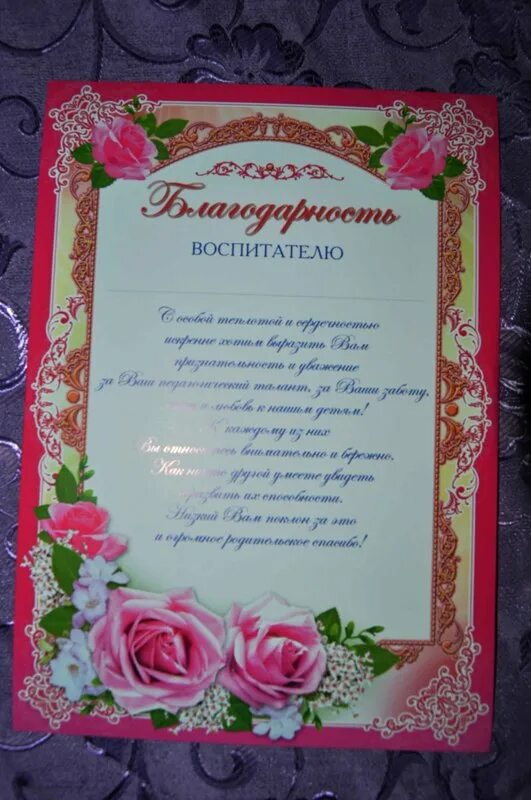 Благодарность
ВОСПИТАТЕЛЮ
С особой теплотой и сердечностью
искренне хотим выразить Вам
признательность и уважение
за Ваш педагогический талант, за Ваши заботу,
и любовь к нашим детям!
К каждому из них
Вы относитесь внимательно и бережно.
Как никто другой умеете увидеть
и развить их способности.
Низкий Вам поклон за это
и огромное родительское спасибо!